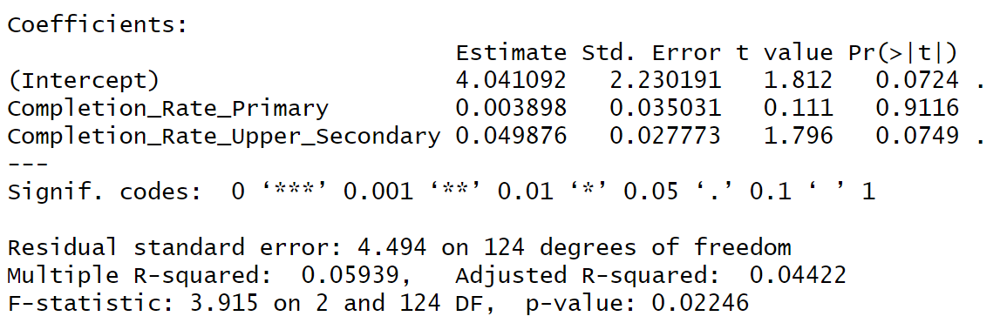 Coefficients:
Estimate Std. Error t value Pr(>|t|)
(Intercept) 4.041092 2.230191 1.812 0.0724 .
Completion_Rate_Primary 0.003898 0.035031 0.111 0.9116
Completion_Rate_Upper_Secondary 0.049876 0.027773 1.796 0.0749 .
---
Signif. codes:  0 ‘***’ 0.001 ‘**’ 0.01 ‘*’ 0.05 ‘.’ 0.1 ‘ ’ 1
Residual standard error: 4.494 on 124 degrees of freedom
Multiple R-squared:  0.05939,   Adjusted R-squared:  0.04422
F-statistic: 3.915 on 2 and 124 DF,  p-value: 0.02246